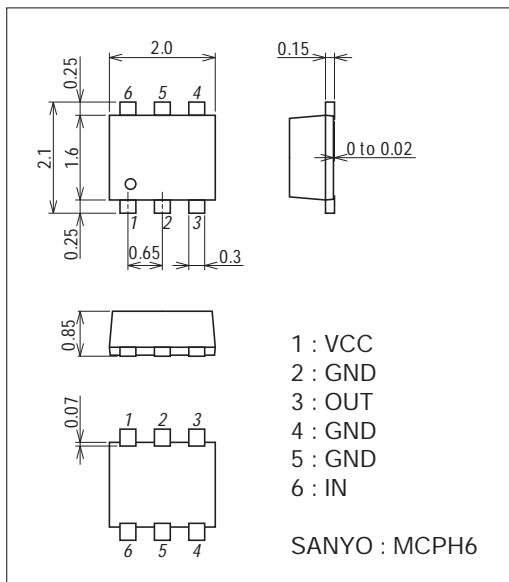 2.0
0.15
0.25
6 5 4
2.1
1.6
0 to 0.02
0.25
1 2 3
0.65
0.3
0.85
1 : VCC
2 : GND
3 : OUT
4 : GND
5 : GND
6 : IN
0.07
1 2 3
6 5 4
SANYO : MCPH6